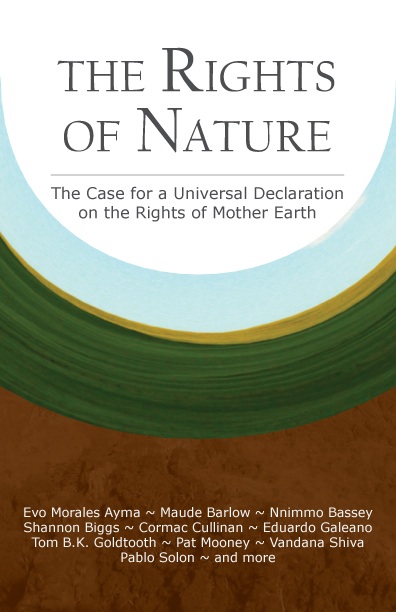 THE RIGHTS
OF NATURE
The Case for a Universal Declaration
on the Rights of Mother Earth
Evo Morales Ayma ~ Maude Barlow ~ Nnimmo Bassey
Shannon Biggs ~ Cormac Cullinan ~ Eduardo Galeano
Tom B.K. Goldtooth ~ Pat Mooney ~ Vandana Shiva
Pablo Solon ~ and more